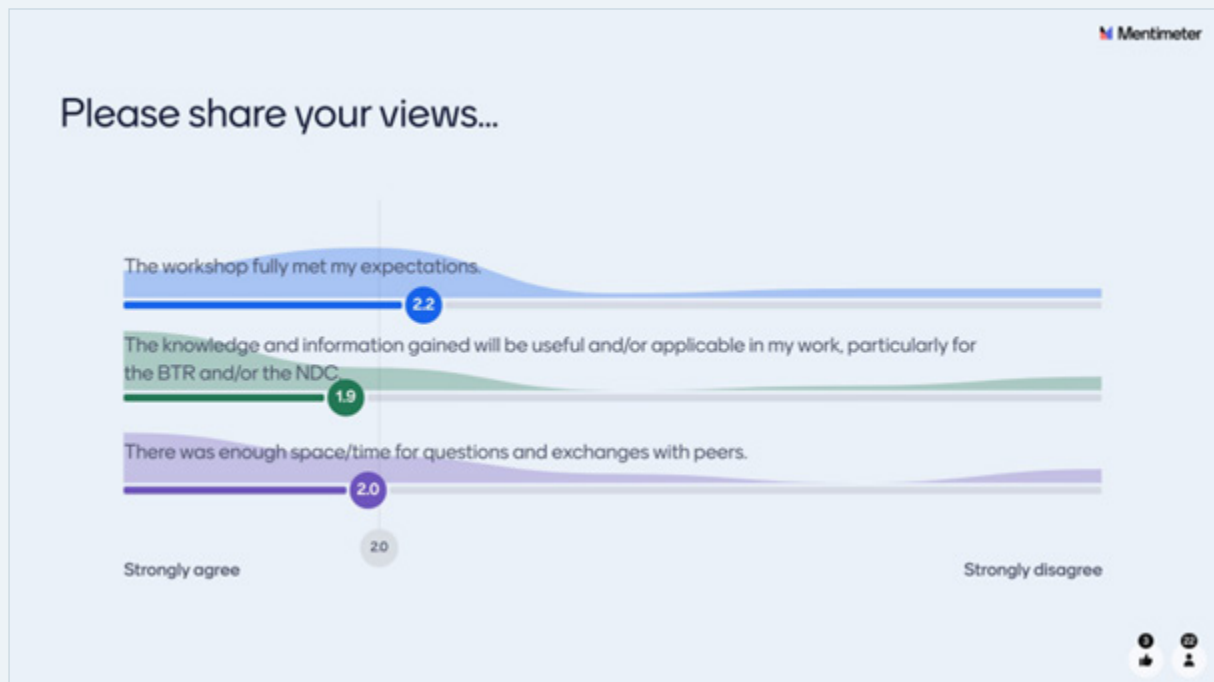 Mentimeter
Please share your views...
The workshop fully met my expectations.
2.2
The knowledge and information gained will be useful and/or applicable in my work, particularly for
the BTR and/or the NDC.
1.9
There was enough space/time for questions and exchanges with peers.
2.0
2.0
Strongly agree
Strongly disagree
3
22